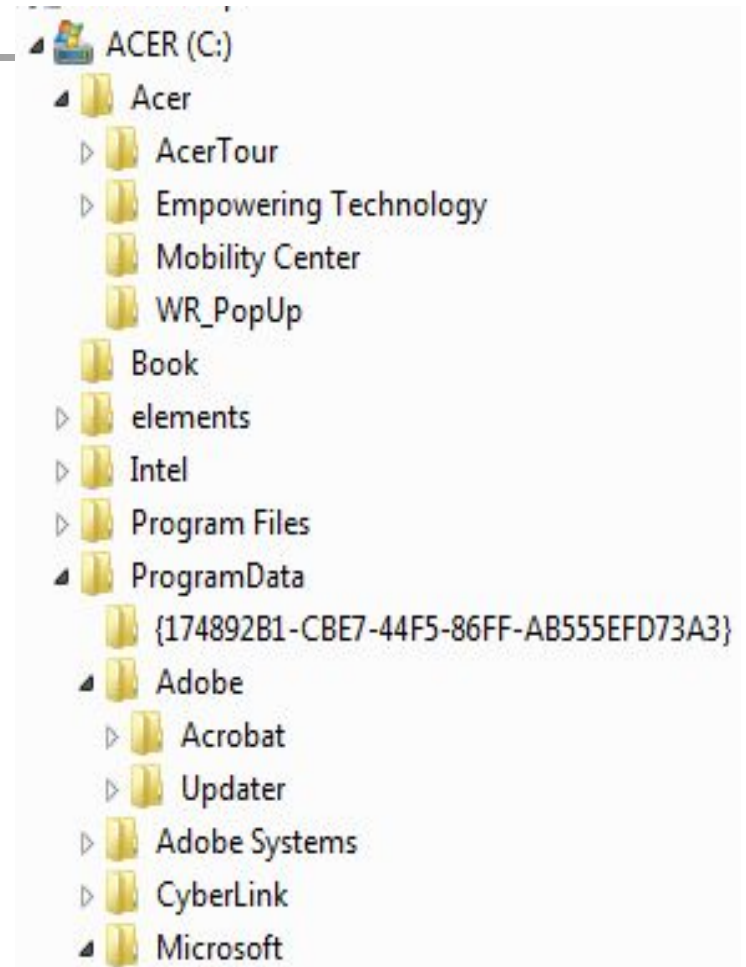 ACER (C:)
Acer
AcerTour
Empowering Technology
Mobility Center
WR_PopUp
Book
elements
Intel
Program Files
ProgramData
{174892B1-CBE7-44F5-86FF-AB555EFD73A3}
Adobe
Acrobat
Updater
Adobe Systems
CyberLink
Microsoft